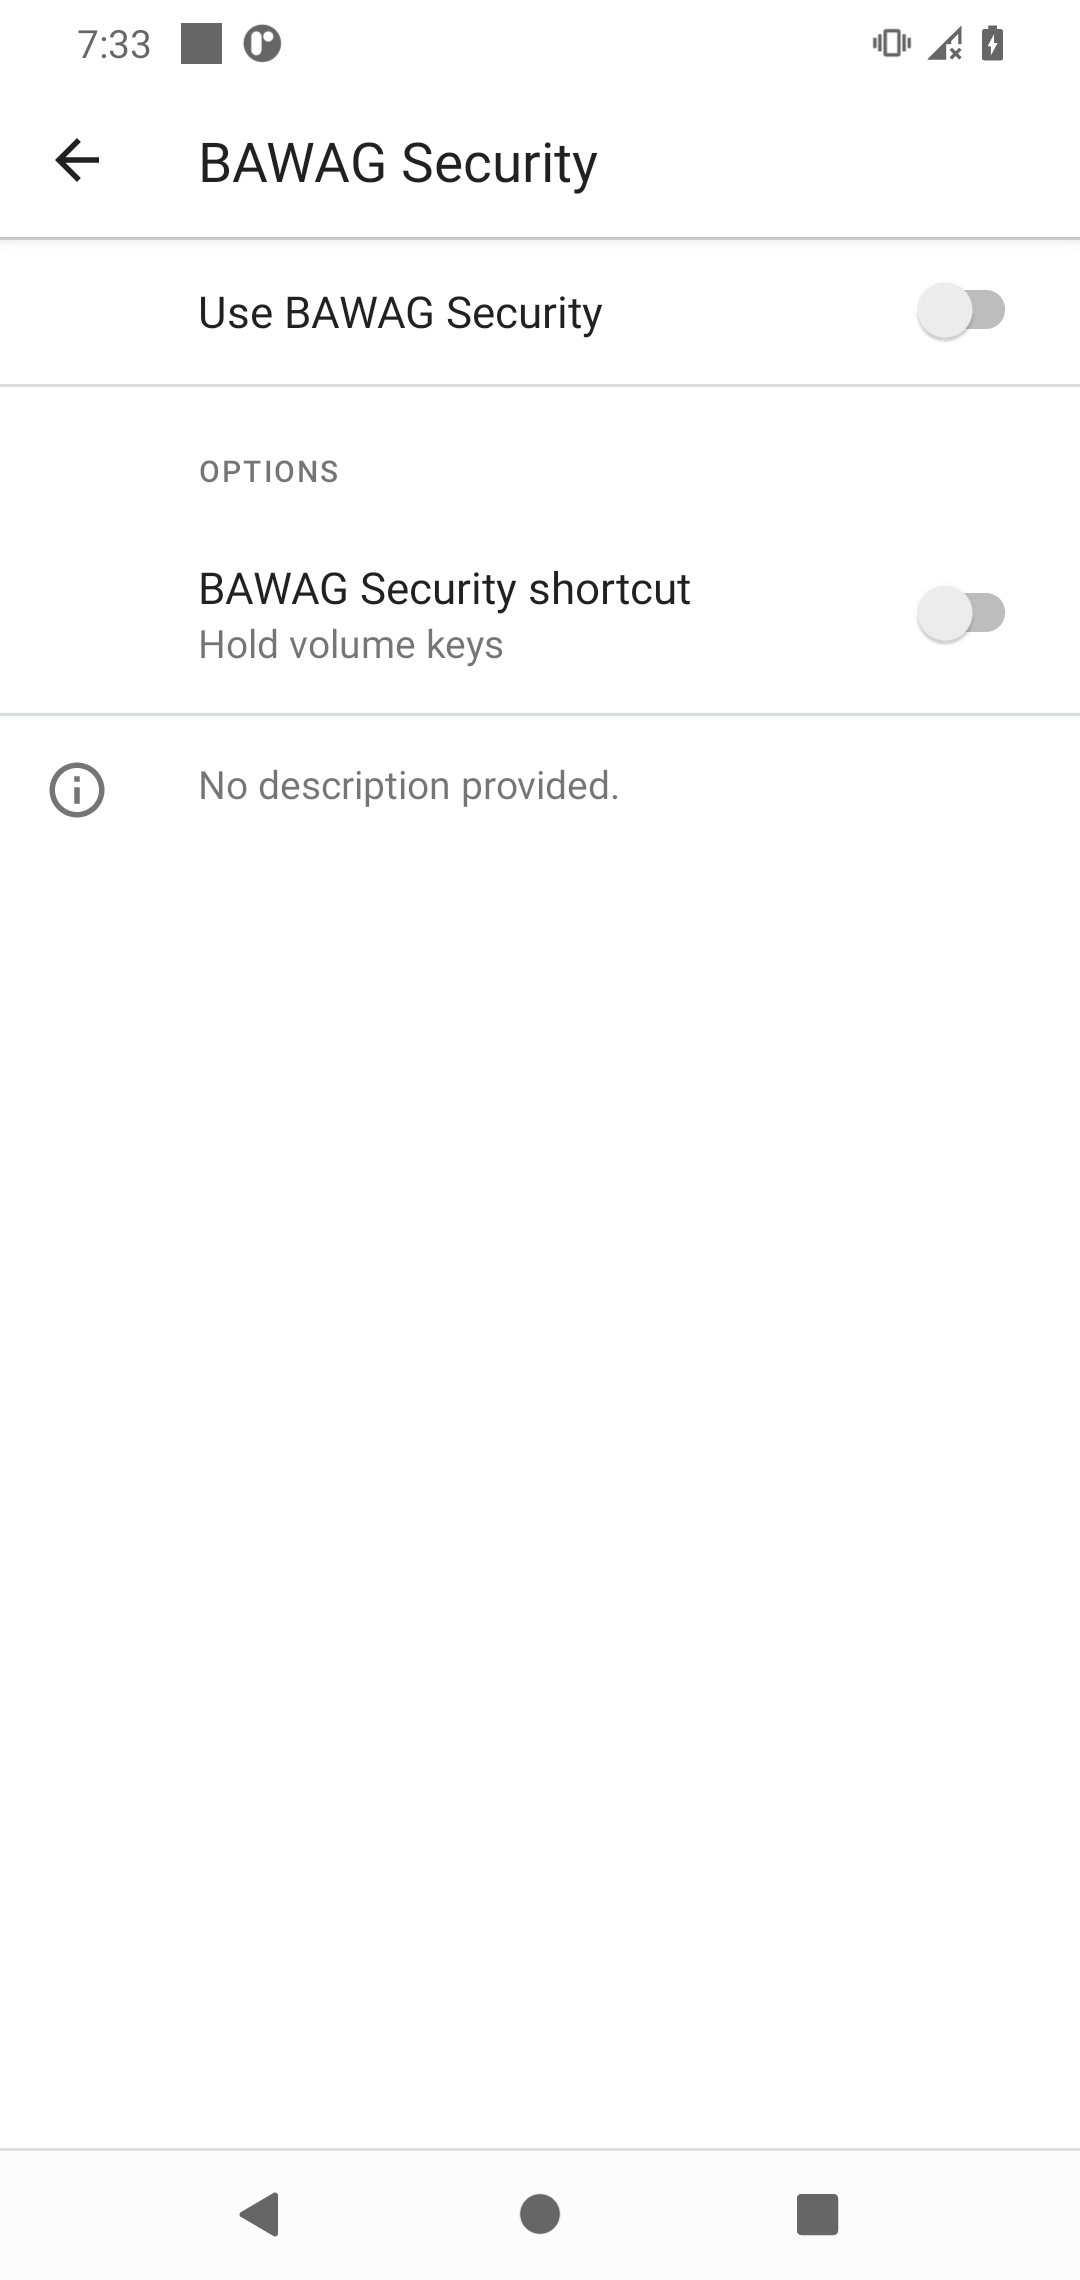 7:33
BAWAG Security
Use BAWAG Security
OPTIONS
BAWAG Security shortcut
Hold volume keys
No description provided.